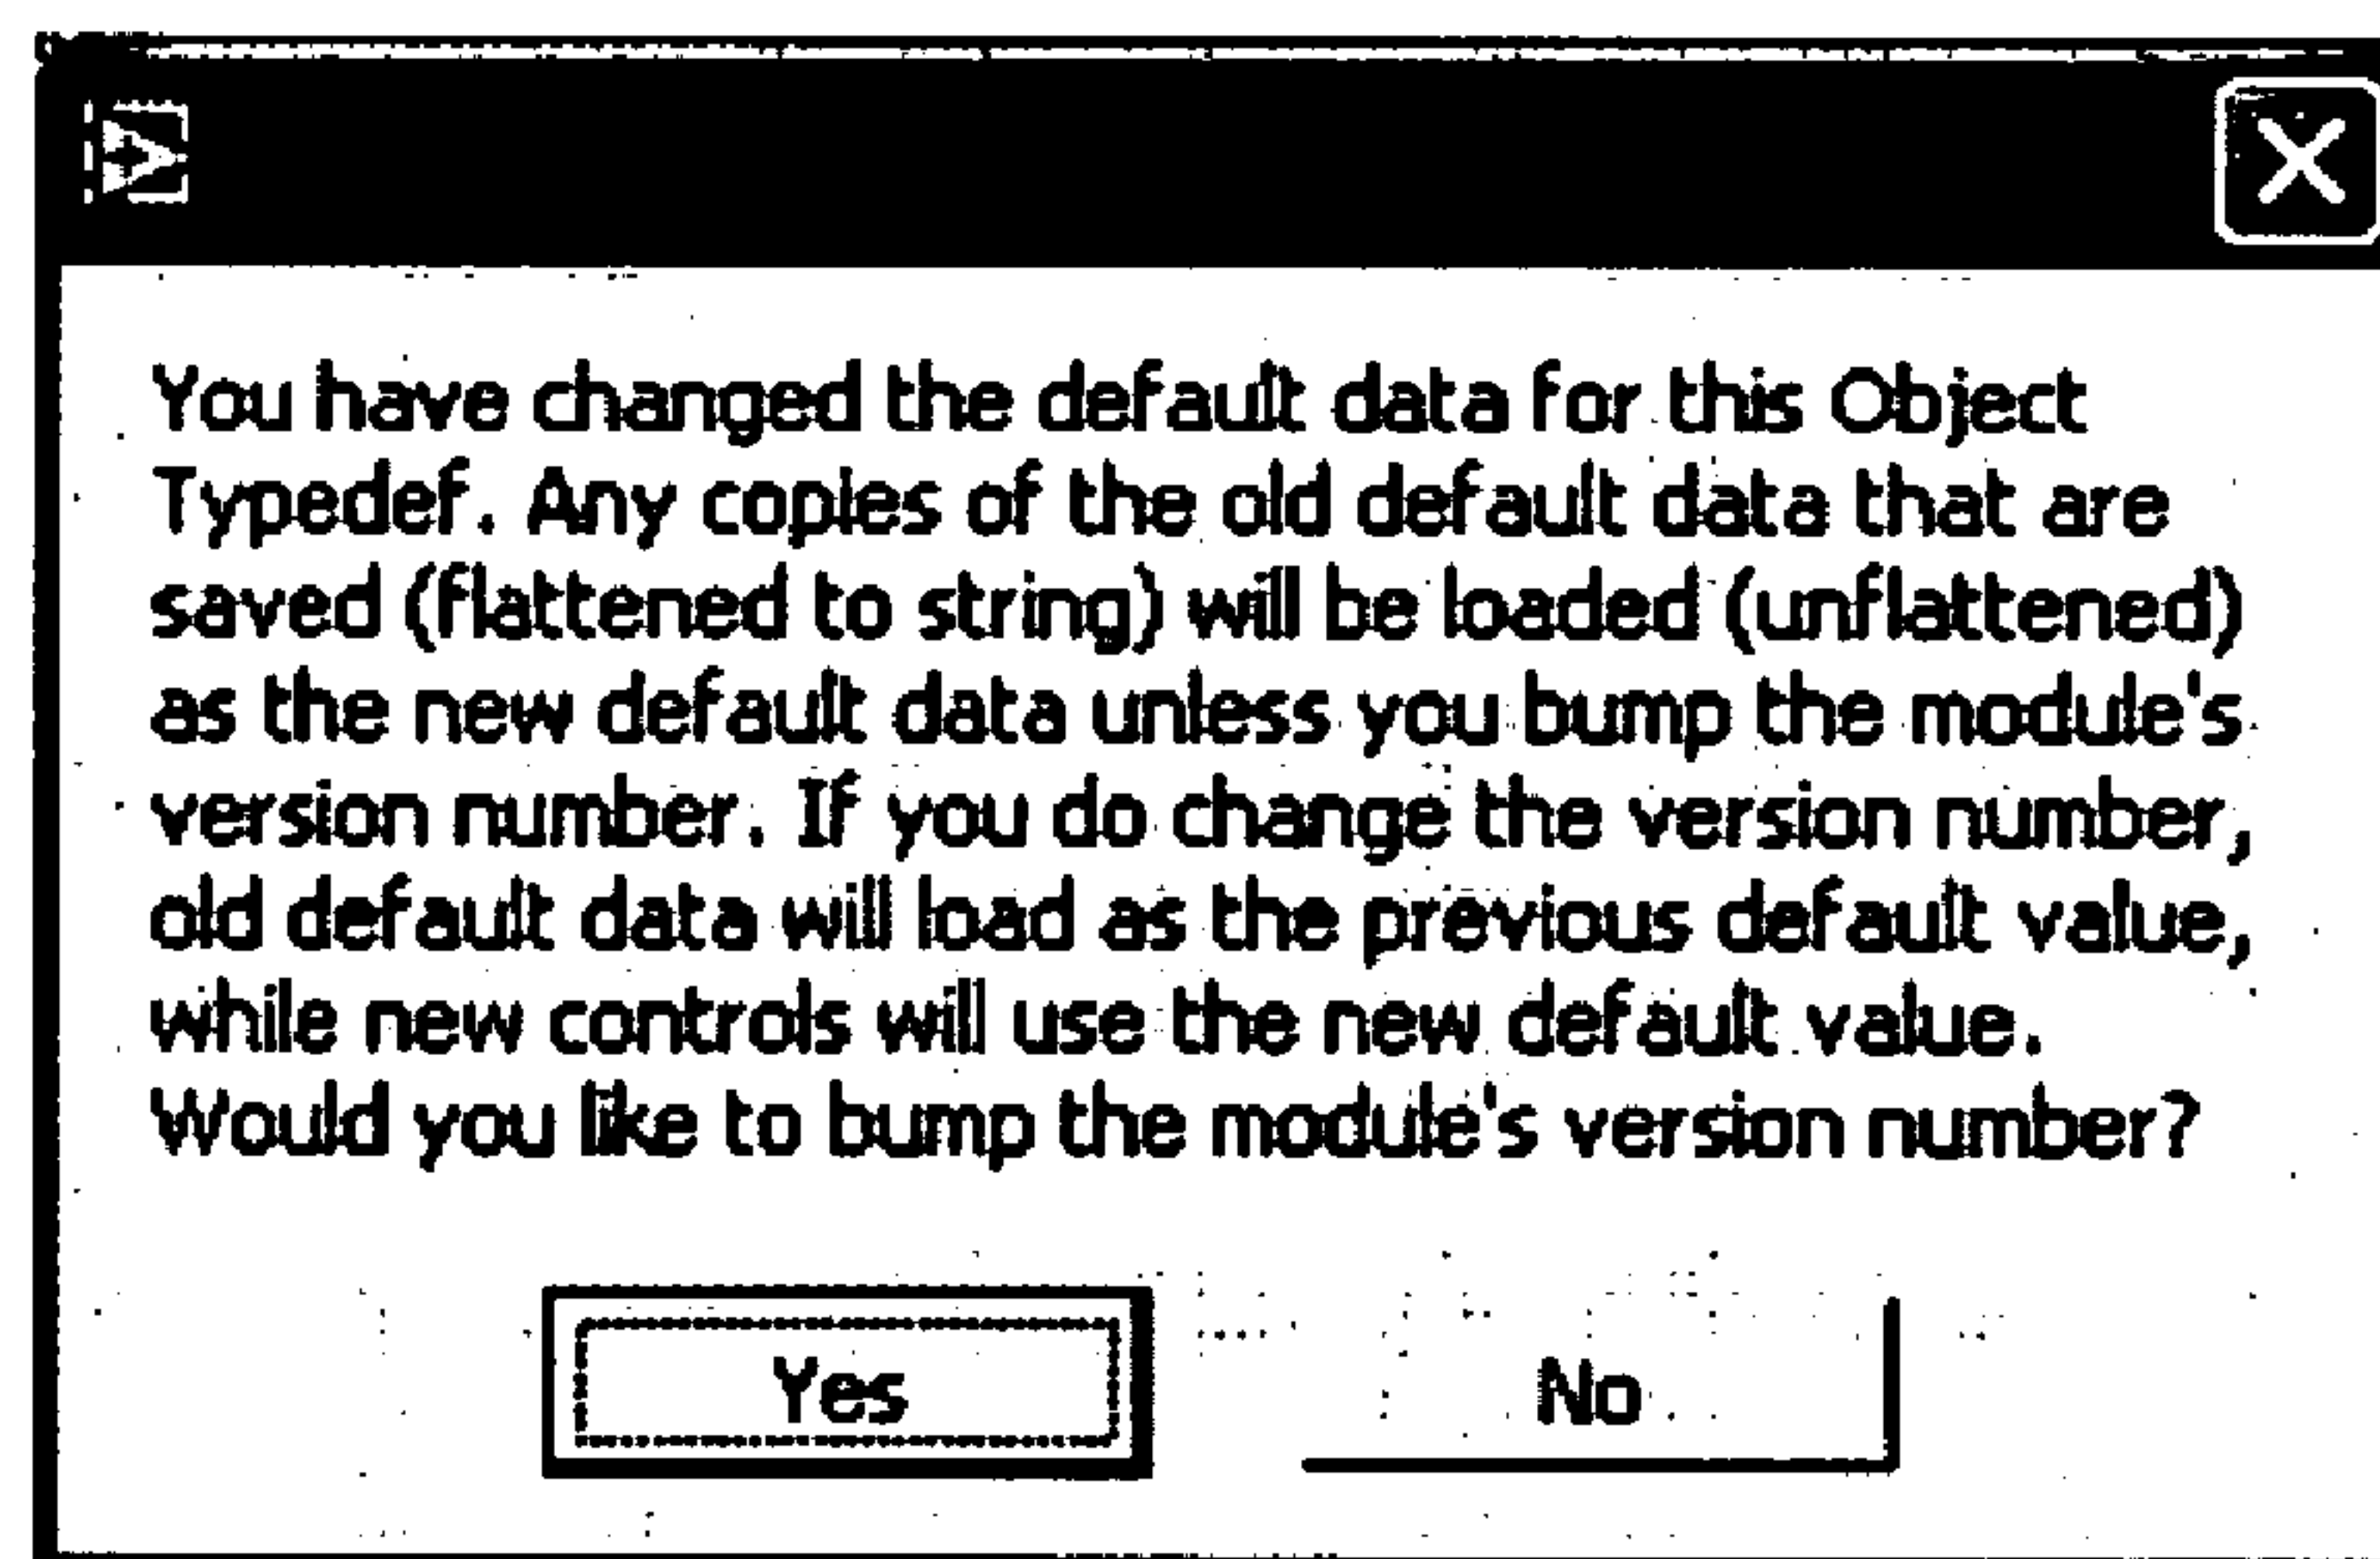 You have changed the default data for this Object
Typedef. Any copies of the old default data that are
saved (flattened to string) will be loaded (unflattened)
as the new default data unless you bump the module's
version number. If you do change the version number,
old default data will load as the previous default value,
while new controls will use the new default value.
Would you like to bump the module's version number?
Yes
No